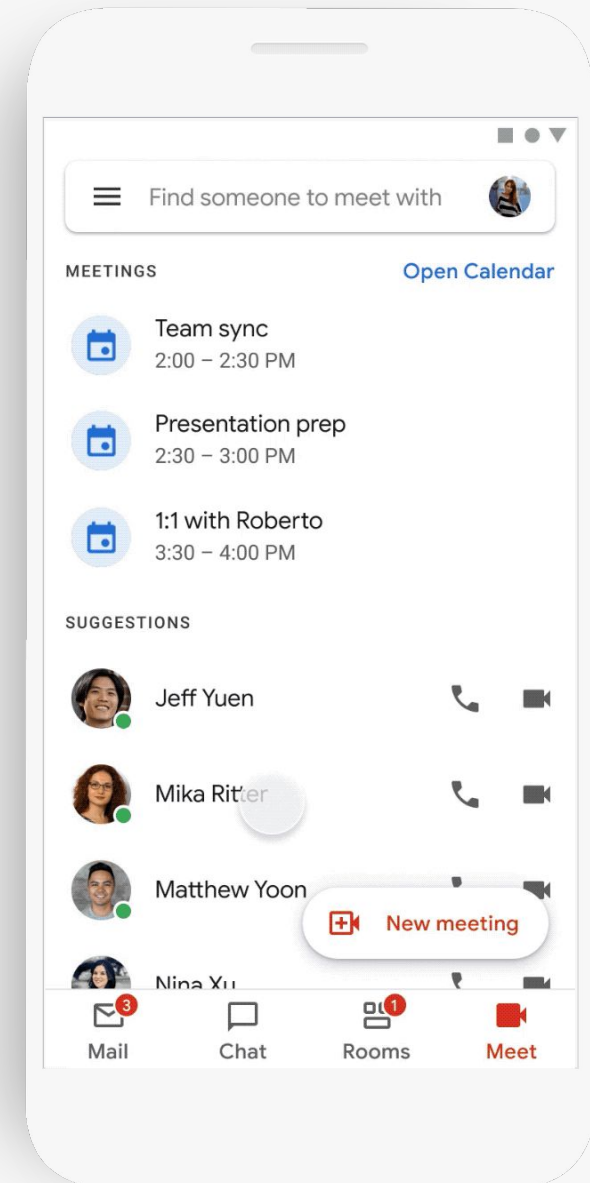 Find someone to meet with
MEETINGS
Open Calendar
Team sync
2:00 – 2:30 PM
Presentation prep
2:30 – 3:00 PM
1:1 with Roberto
3:30 – 4:00 PM
SUGGESTIONS
Jeff Yuen
Mika Ritter
Matthew Yoon
New meeting
Nina Xu
3
1
Mail
Chat
Rooms
Meet